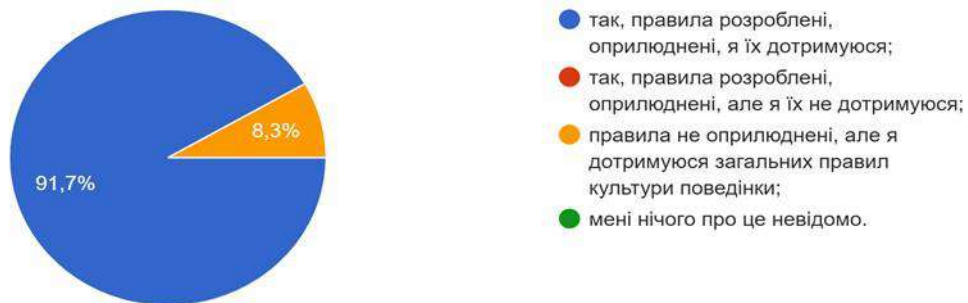 91,7%
8,3%
так, правила розроблені,
оприлюднені, я їх дотримуюся;
так, правила розроблені,
оприлюднені, але я їх не дотримуюся;
правила не оприлюднені, але я
дотримуюся загальних правил
культури поведінки;
мені нічого про це невідомо.